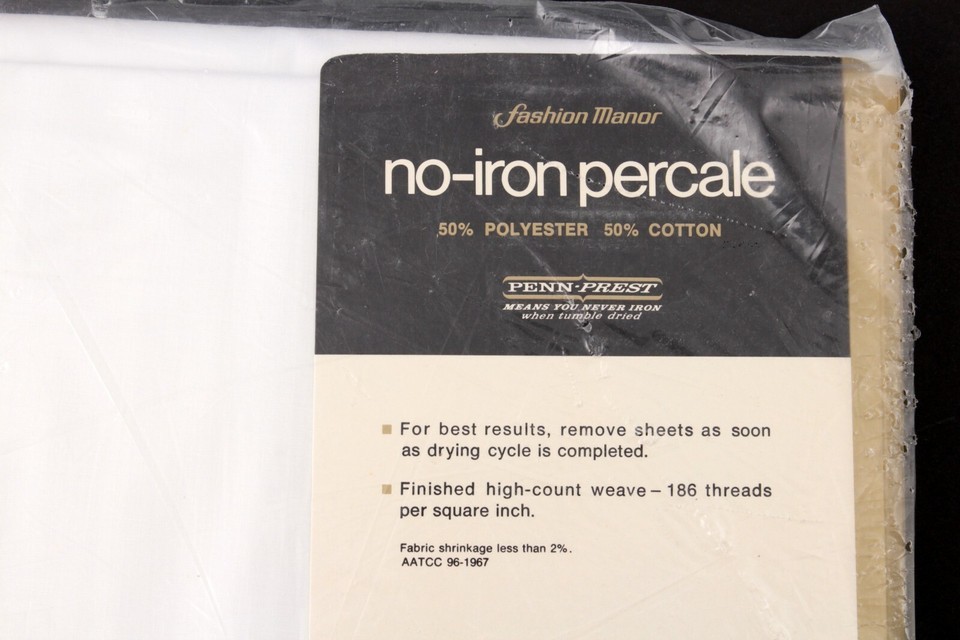 fashion Manor
no-iron percale
50% POLYESTER 50% COTTON
PENN-PREST
MEANS YOU NEVER IRON
when tumble dried
For best results, remove sheets as soon
as drying cycle is completed.
Finished high-count weave – 186 threads
per square inch.
Fabric shrinkage less than 2%.
AATCC 96-1967